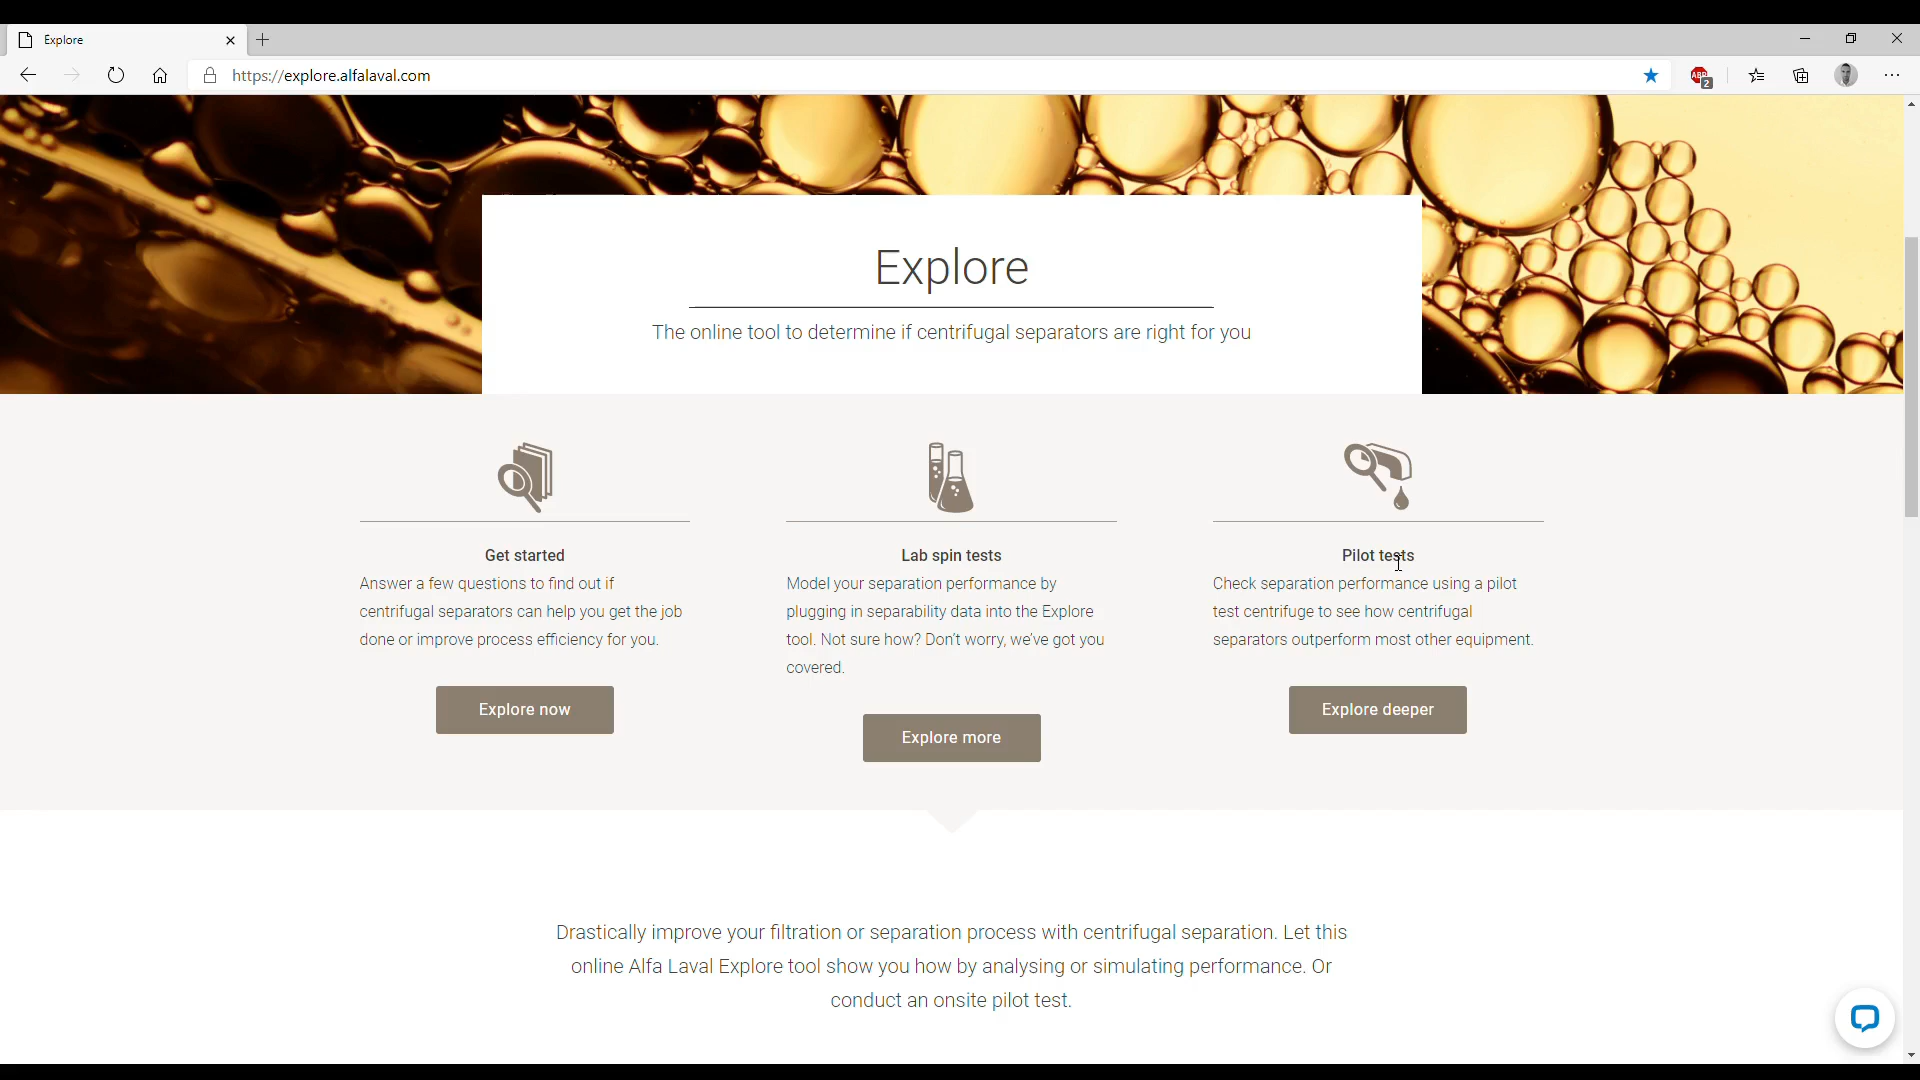 Explore
https://explore.alfalaval.com
ABP
2
Explore
The online tool to determine if centrifugal separators are right for you
Get started
Answer a few questions to find out if
centrifugal separators can help you get the job
done or improve process efficiency for you.
Explore now
Lab spin tests
Model your separation performance by
plugging in separability data into the Explore
tool. Not sure how? Don't worry, we've got you
covered.
Explore more
Pilot tests
Check separation performance using a pilot
test centrifuge to see how centrifugal
separators outperform most other equipment.
Explore deeper
Drastically improve your filtration or separation process with centrifugal separation. Let this
online Alfa Laval Explore tool show you how by analysing or simulating performance. Or
conduct an onsite pilot test.